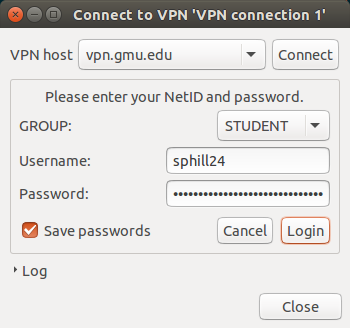 Connect to VPN 'VPN connection 1'
VPN host vpn.gmu.edu Connect
Please enter your NetID and password.
GROUP: STUDENT
Username: sphill24
Password: ••••••••••••••••••••••••••••••
Save passwords Cancel Login
Log
Close